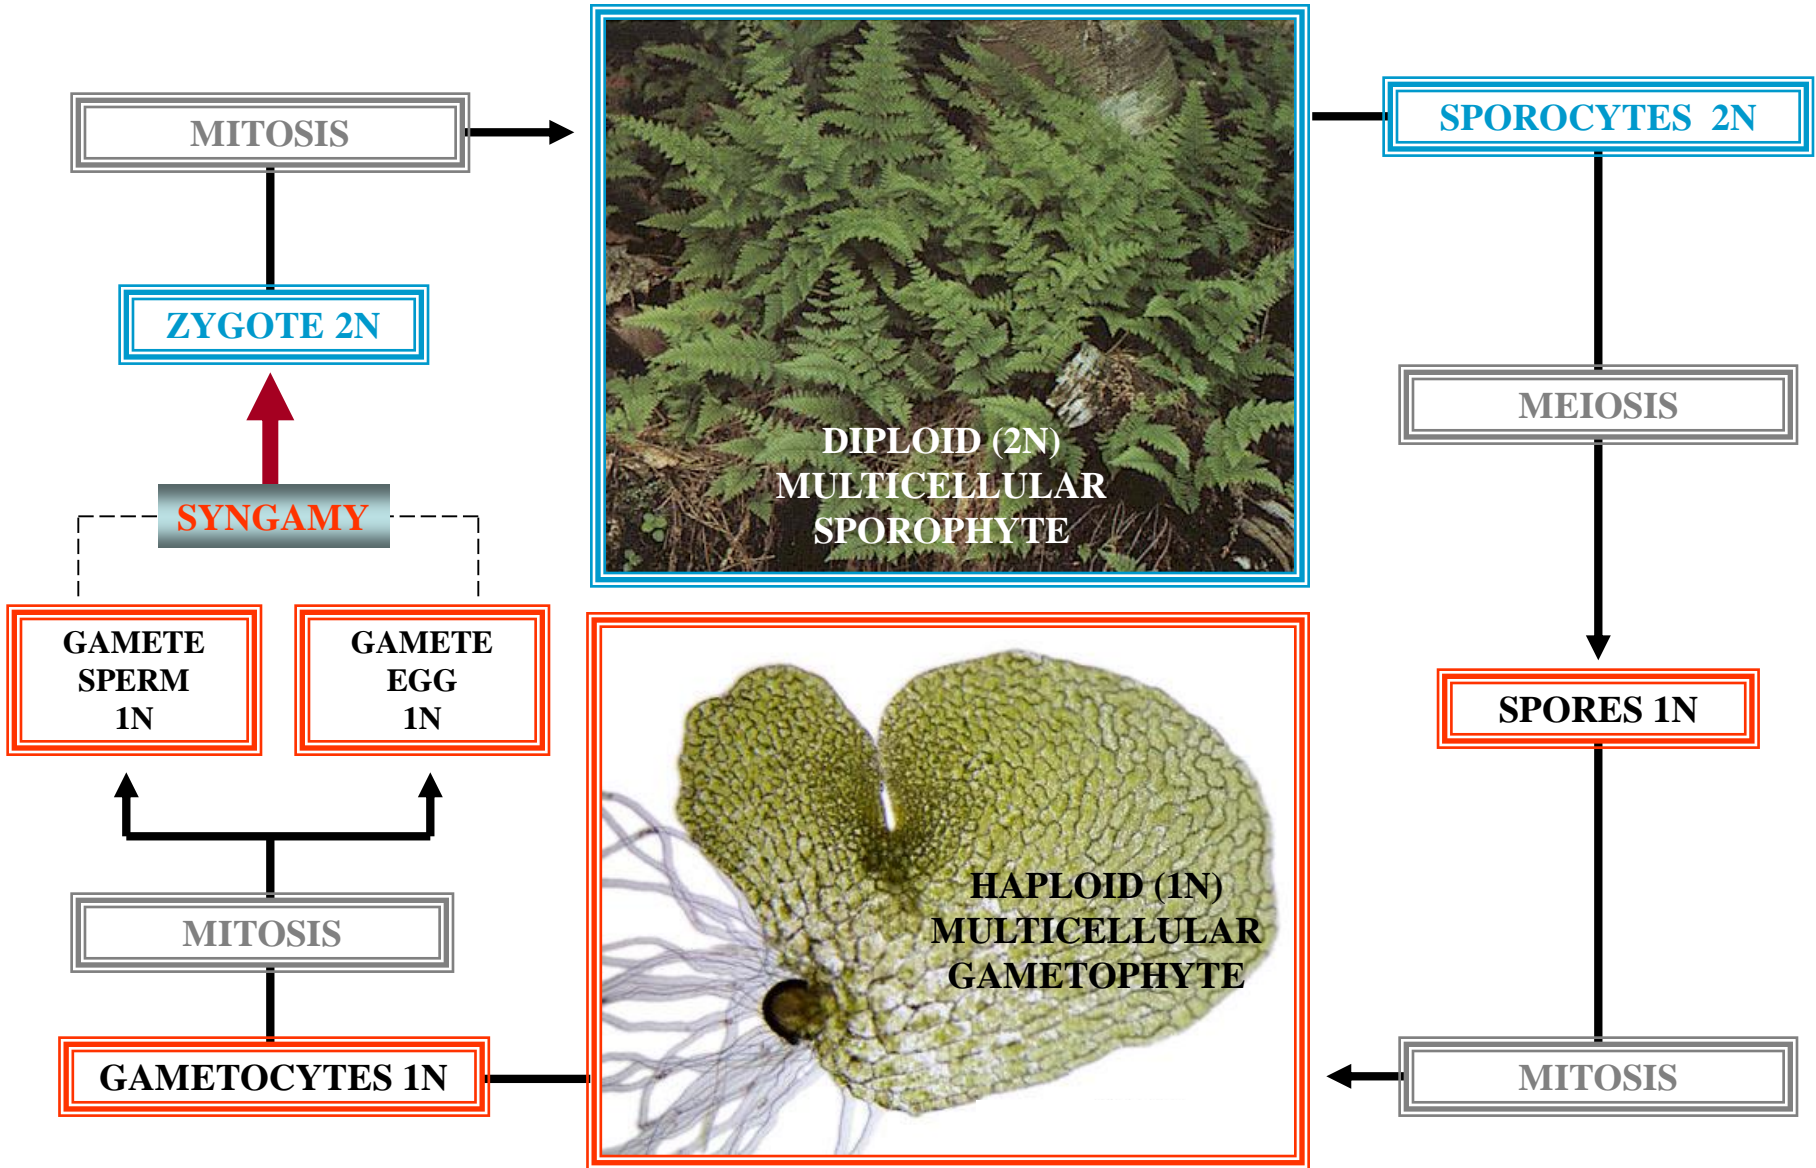 MITOSIS
SPOROCYTES 2N
ZYGOTE 2N
MEIOSIS
DIPLOID (2N)
MULTICELLULAR
SPOROPHYTE
SYNGAMY
GAMETE
SPERM
1N
GAMETE
EGG
1N
SPORES 1N
HAPLOID (1N)
MULTICELLULAR
GAMETOPHYTE
MITOSIS
GAMETOCYTES 1N
MITOSIS